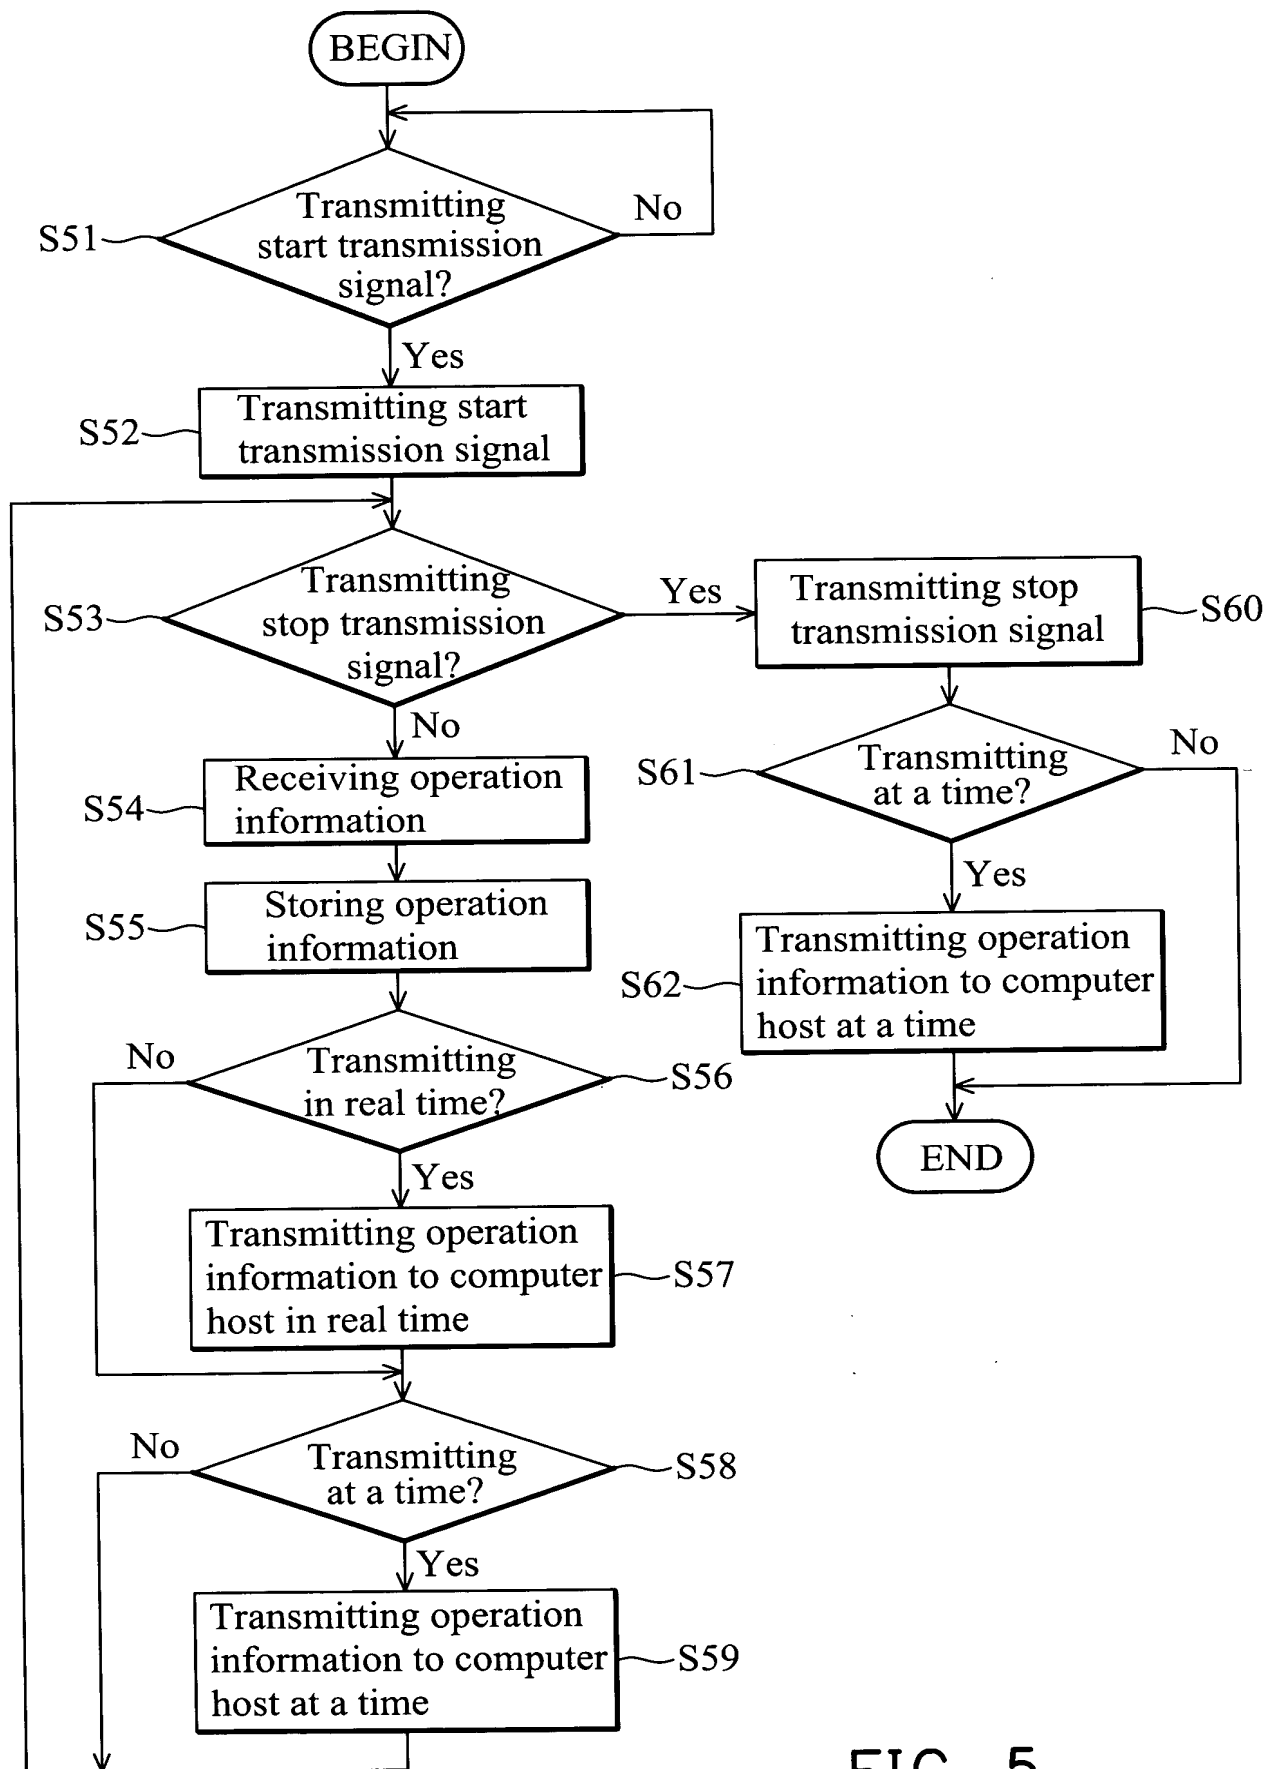 BEGIN
Transmitting
start transmission
signal?
No
S51
Yes
Transmitting start
transmission signal
S52
Transmitting
stop transmission
signal?
S53
Yes
Transmitting stop
transmission signal
S60
No
Receiving operation
information
S54
Transmitting
at a time?
S61
No
Yes
Storing operation
information
S55
Transmitting operation
information to computer
host at a time
S62
No
Transmitting
in real time?
S56
END
Yes
Transmitting operation
information to computer
host in real time
S57
No
Transmitting
at a time?
S58
Yes
Transmitting operation
information to computer
host at a time
S59
FIG. 5